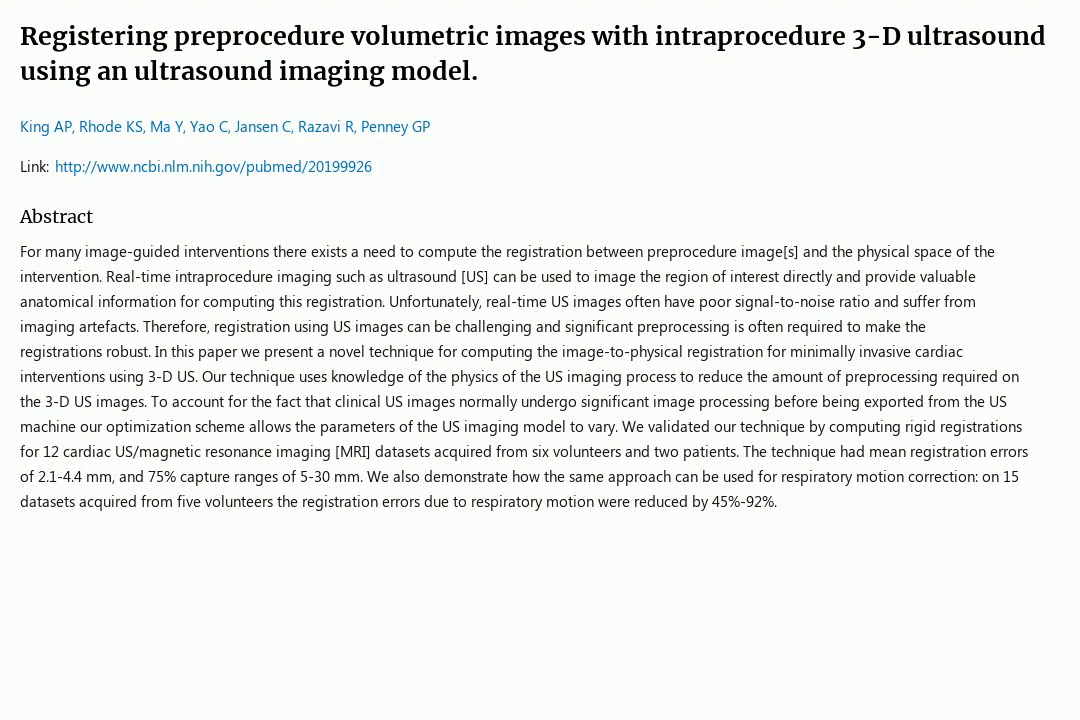 Registering preprocedure volumetric images with intraprocedure 3-D ultrasound
using an ultrasound imaging model.
King AP, Rhode KS, Ma Y, Yao C, Jansen C, Razavi R, Penney GP
Link: http://www.ncbi.nlm.nih.gov/pubmed/20199926
Abstract
For many image-guided interventions there exists a need to compute the registration between preprocedure image[s] and the physical space of the
intervention. Real-time intraprocedure imaging such as ultrasound [US] can be used to image the region of interest directly and provide valuable
anatomical information for computing this registration. Unfortunately, real-time US images often have poor signal-to-noise ratio and suffer from
imaging artefacts. Therefore, registration using US images can be challenging and significant preprocessing is often required to make the
registrations robust. In this paper we present a novel technique for computing the image-to-physical registration for minimally invasive cardiac
interventions using 3-D US. Our technique uses knowledge of the physics of the US imaging process to reduce the amount of preprocessing required on
the 3-D US images. To account for the fact that clinical US images normally undergo significant image processing before being exported from the US
machine our optimization scheme allows the parameters of the US imaging model to vary. We validated our technique by computing rigid registrations
for 12 cardiac US/magnetic resonance imaging [MRI] datasets acquired from six volunteers and two patients. The technique had mean registration errors
of 2.1-4.4 mm, and 75% capture ranges of 5-30 mm. We also demonstrate how the same approach can be used for respiratory motion correction: on 15
datasets acquired from five volunteers the registration errors due to respiratory motion were reduced by 45%-92%.